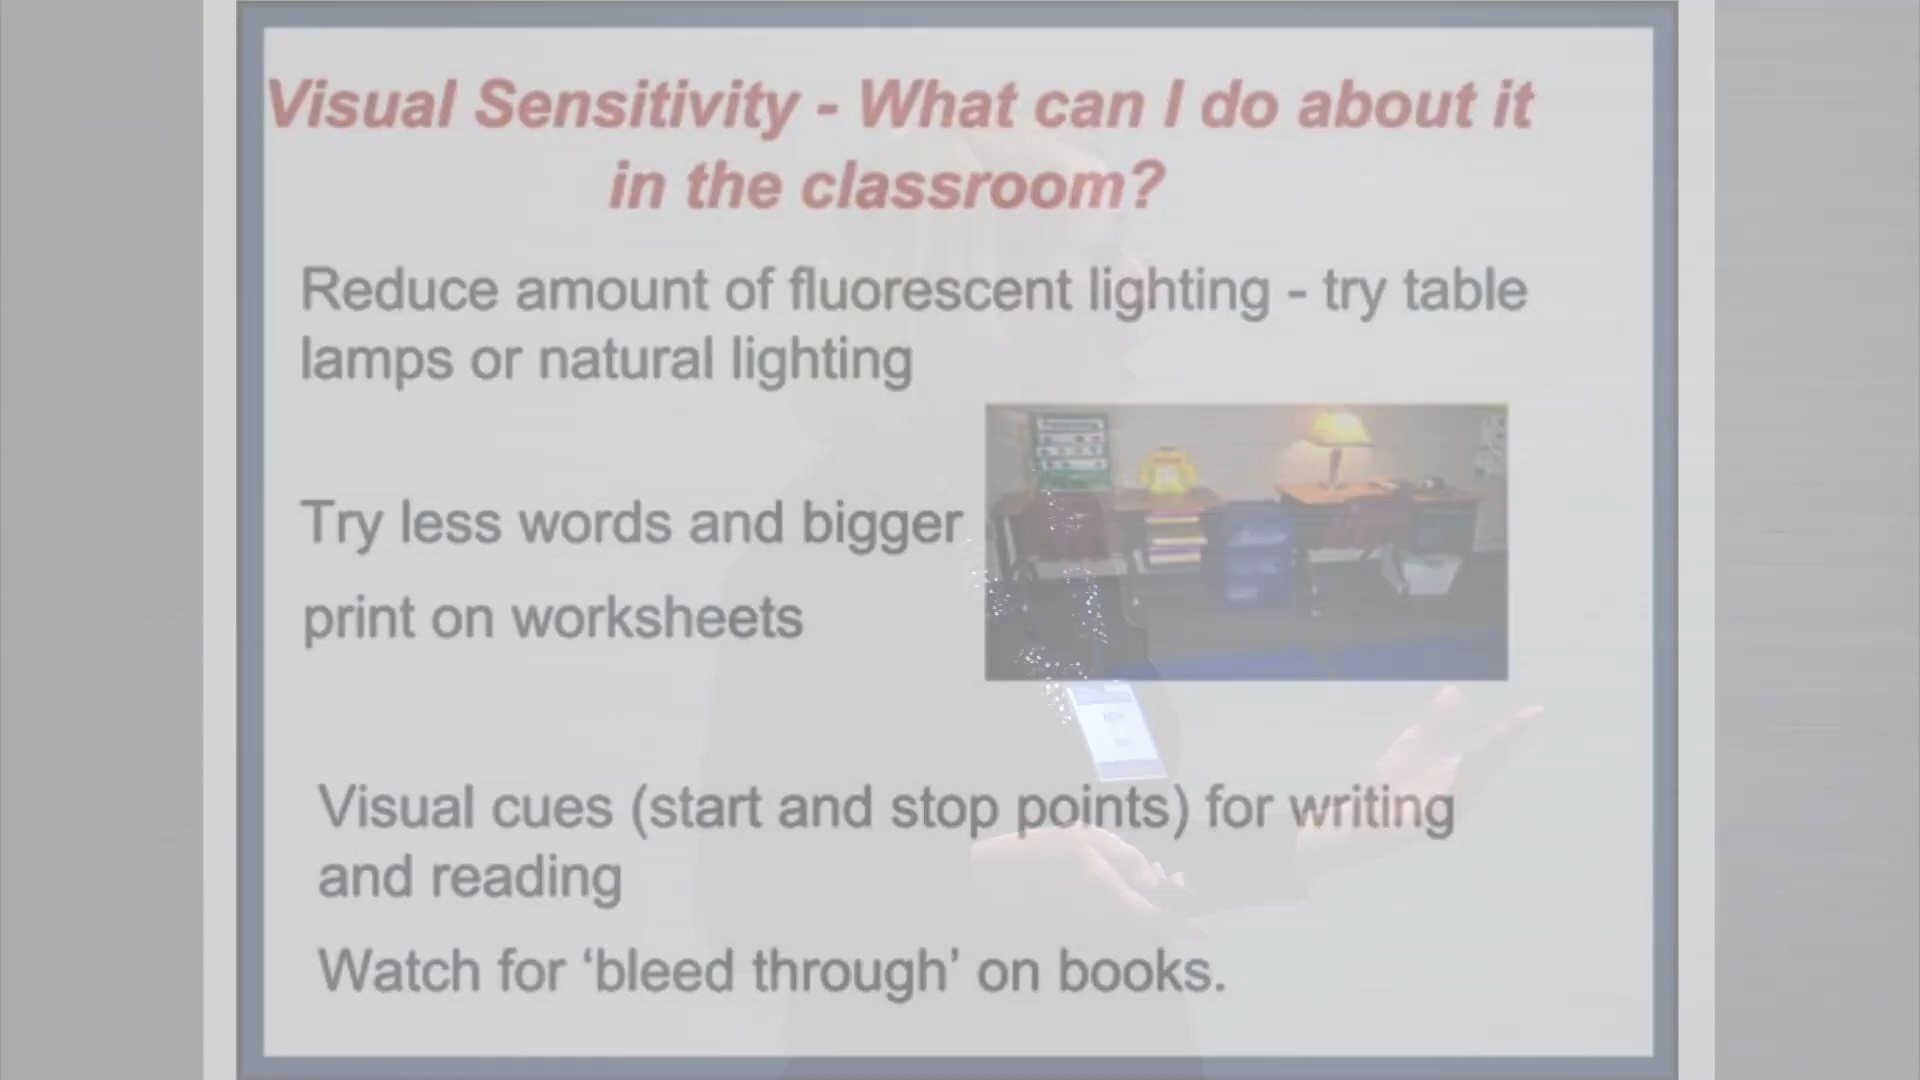 Visual Sensitivity - What can I do about it
in the classroom?
Reduce amount of fluorescent lighting - try table
lamps or natural lighting
Try less words and bigger
print on worksheets
Visual cues (start and stop points) for writing
and reading
Watch for ‘bleed through’ on books.